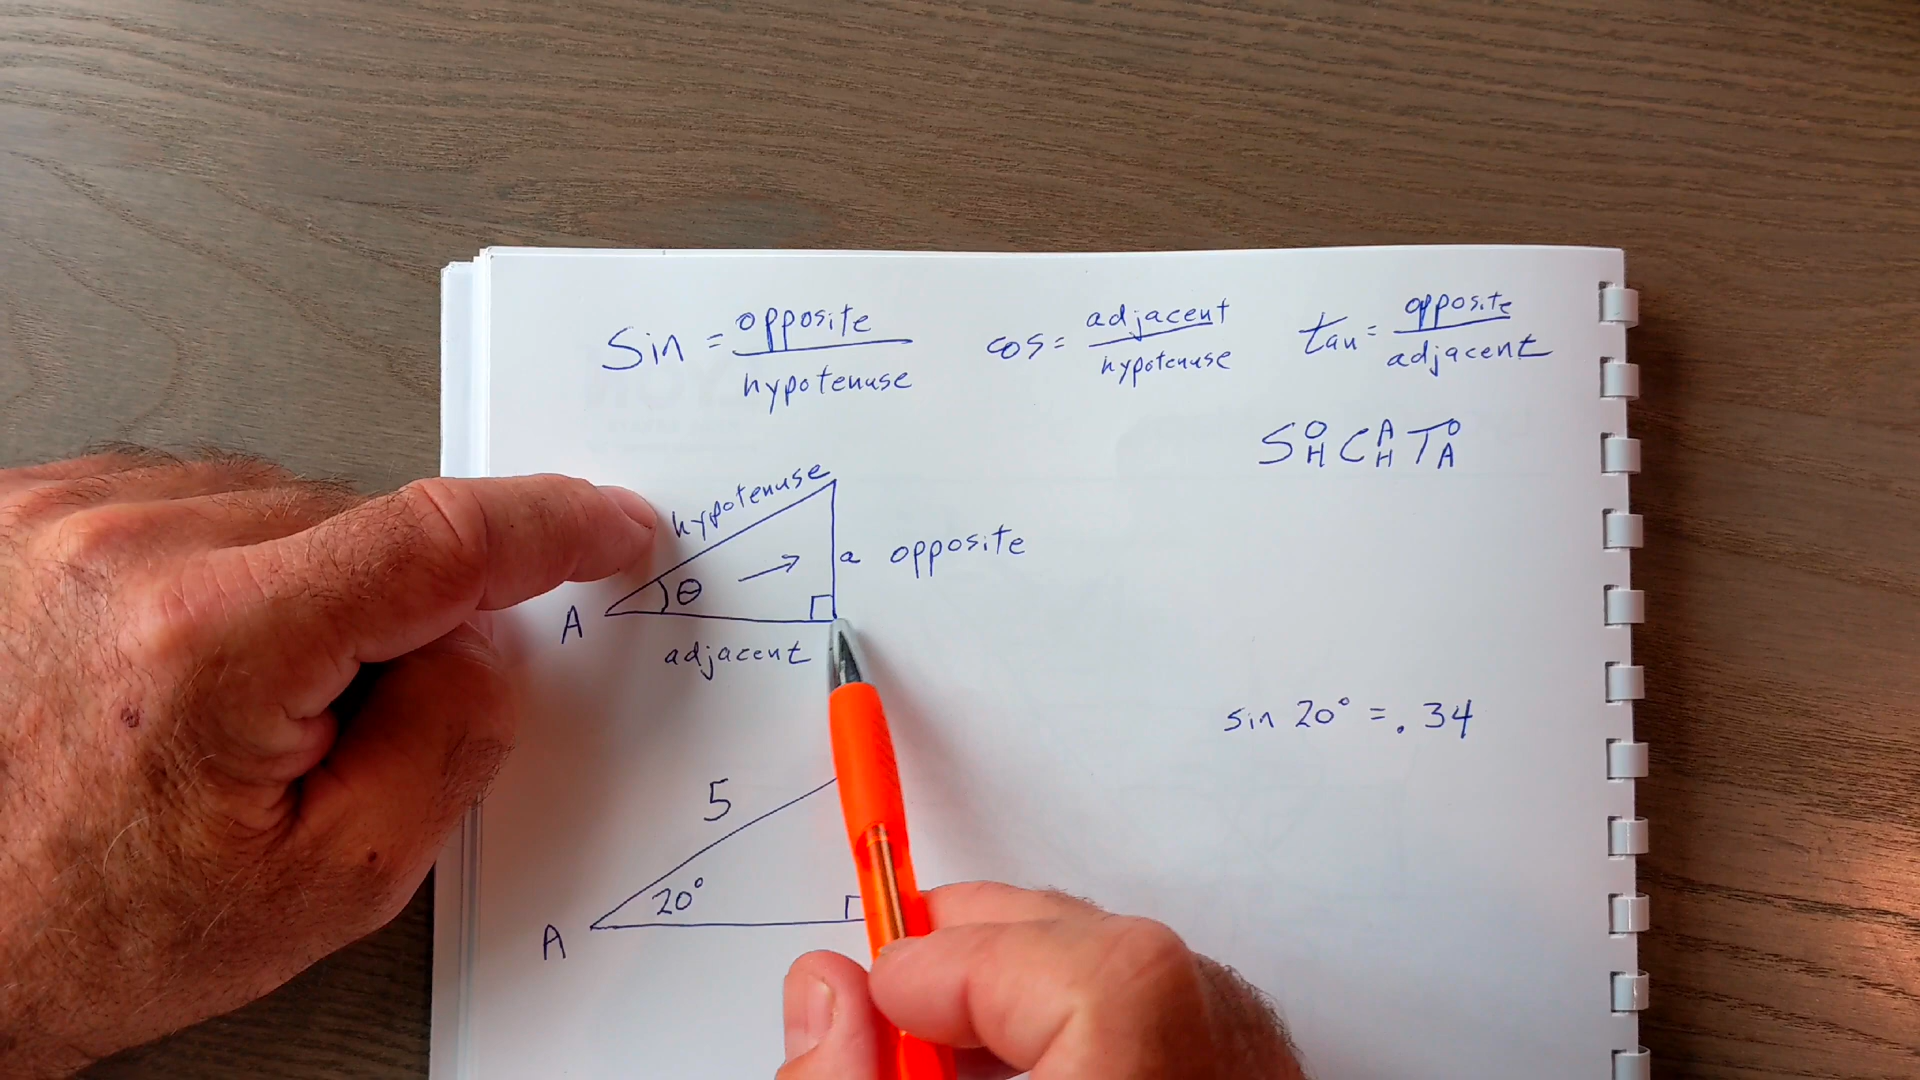 Sin = opposite / hypotenuse
cos = adjacent / hypotenuse
tan = opposite / adjacent
S O/H C A/H T O/A
hypotenuse
θ → a opposite
A
adjacent
sin 20° = .34
5
20°
A